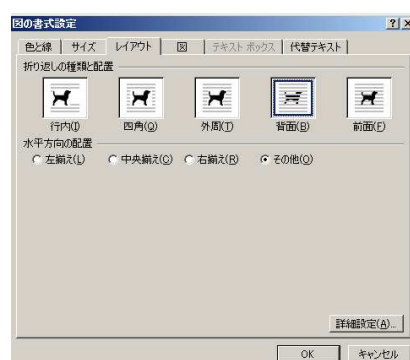 図の書式設定
色と線 サイズ レイアウト 図 テキスト ボックス 代替テキスト
折り返しの種類と配置
行内(I) 四角(Q) 外周(T) 背面(B) 前面(F)
水平方向の配置
左揃え(L) 中央揃え(C) 右揃え(R) その他(O)
詳細設定(A)...
OK キャンセル